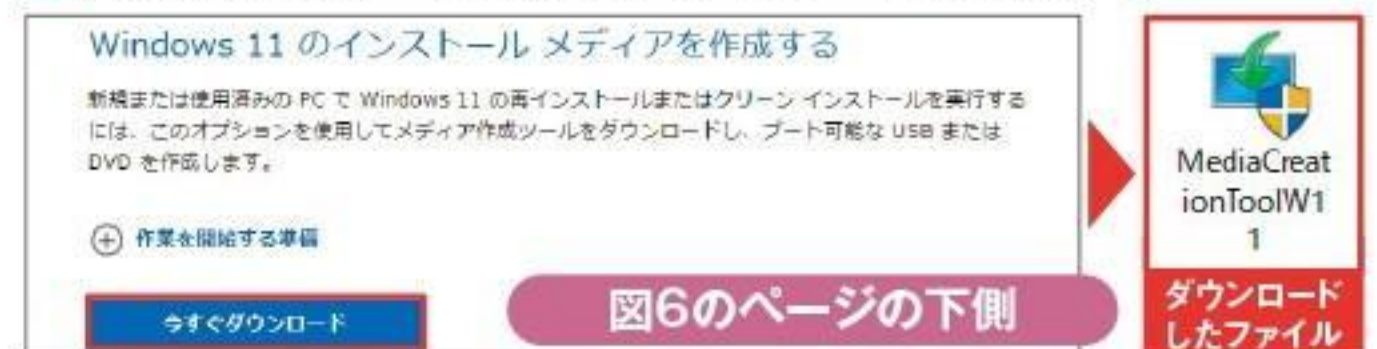 Windows 11 のインストール メディアを作成する
新規または使用済みの PC で Windows 11 の再インストールまたはクリーン インストールを実行する
には、このオプションを使用してメディア作成ツールをダウンロードし、ブート可能な USB または
DVD を作成します。
作業を開始する準備
今すぐダウンロード
図6のページの下側
MediaCreat
ionToolW1
1
ダウンロード
したファイル